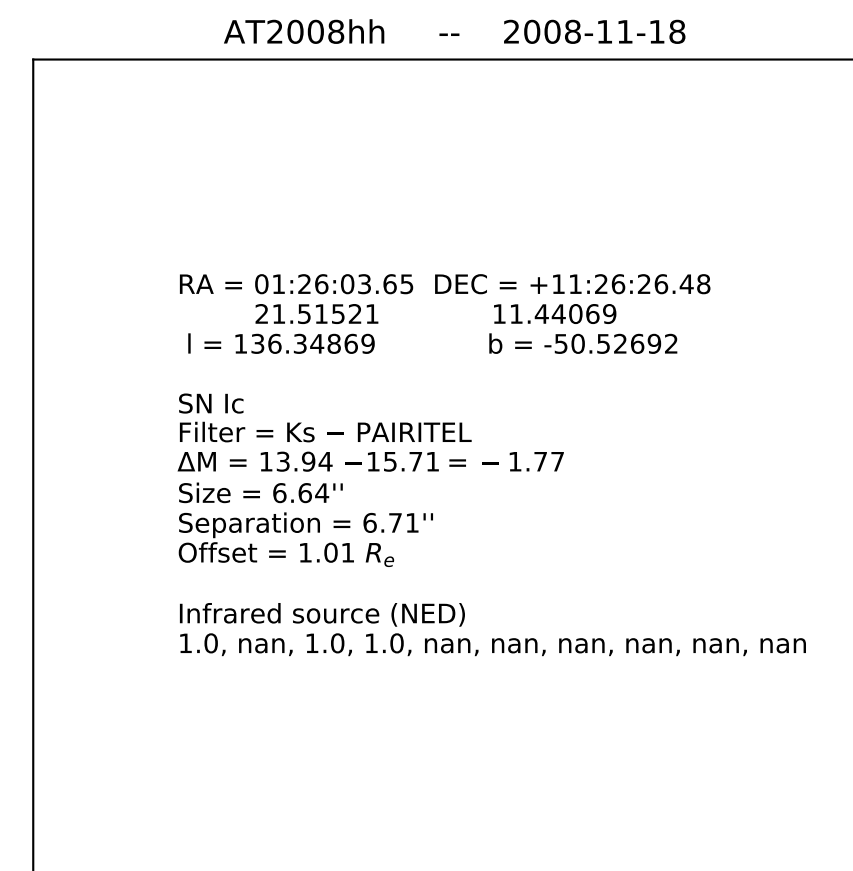 AT2008hh -- 2008-11-18
RA = 01:26:03.65 DEC = +11:26:26.48
21.51521 11.44069
l = 136.34869 b = -50.52692
SN Ic
Filter = Ks − PAIRITEL
ΔM = 13.94 −15.71 = − 1.77
Size = 6.64''
Separation = 6.71''
Offset = 1.01 Rₑ
Infrared source (NED)
1.0, nan, 1.0, 1.0, nan, nan, nan, nan, nan, nan